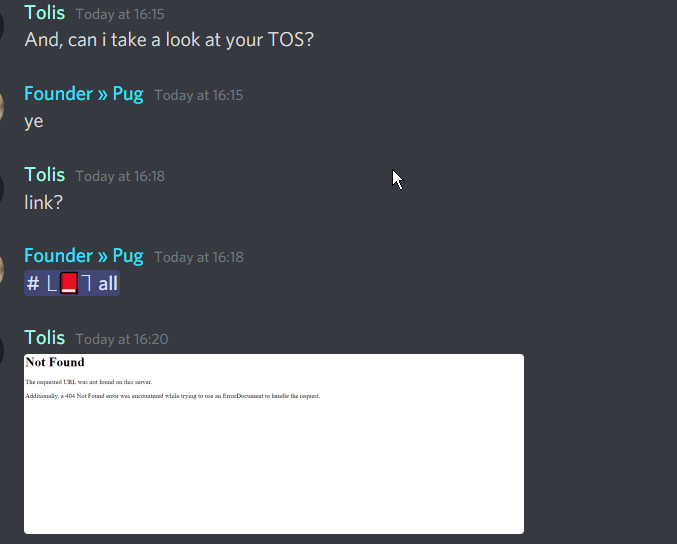 Tolis Today at 16:15
And, can i take a look at your TOS?
Founder » Pug Today at 16:15
ye
Tolis Today at 16:18
link?
Founder » Pug Today at 16:18
# ⎣📕⎤ all
Tolis Today at 16:20
Not Found
The requested URL was not found on this server.
Additionally, a 404 Not Found error was encountered while trying to use an ErrorDocument to handle the request.